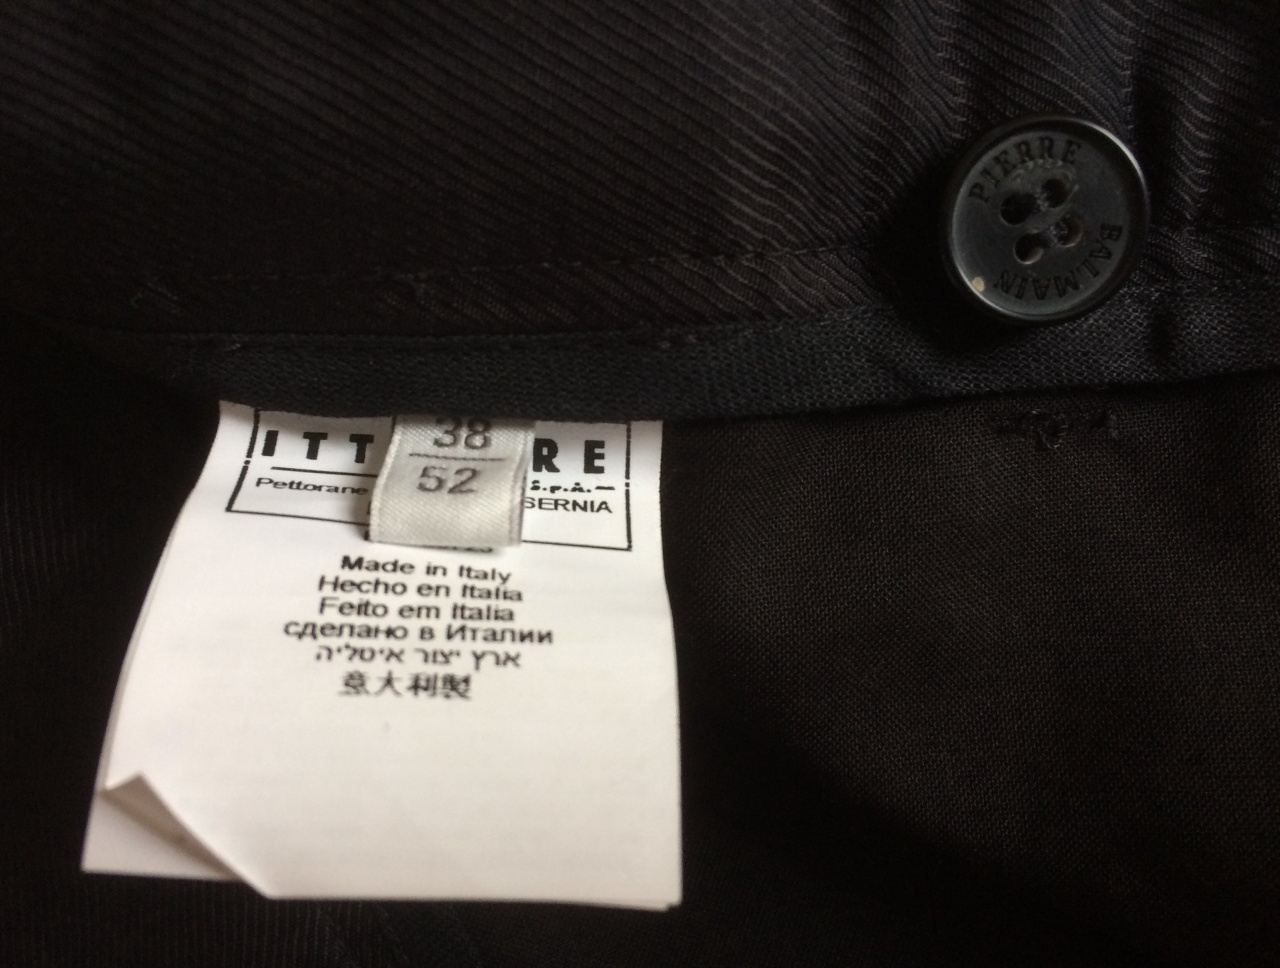 PIERRE
BALMAIN
38
52
ITT RE
Pettorane S.p.A.
SERNIA
Made in Italy
Hecho en Italia
Feito em Italia
сделано в Италии
ארץ יצור איטליה
意大利製